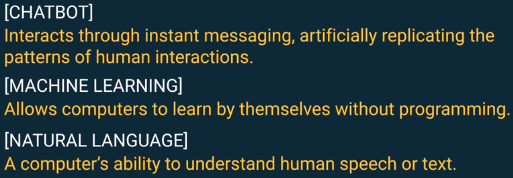 [CHATBOT]
Interacts through instant messaging, artificially replicating the
patterns of human interactions.
[MACHINE LEARNING]
Allows computers to learn by themselves without programming.
[NATURAL LANGUAGE]
A computer's ability to understand human speech or text.